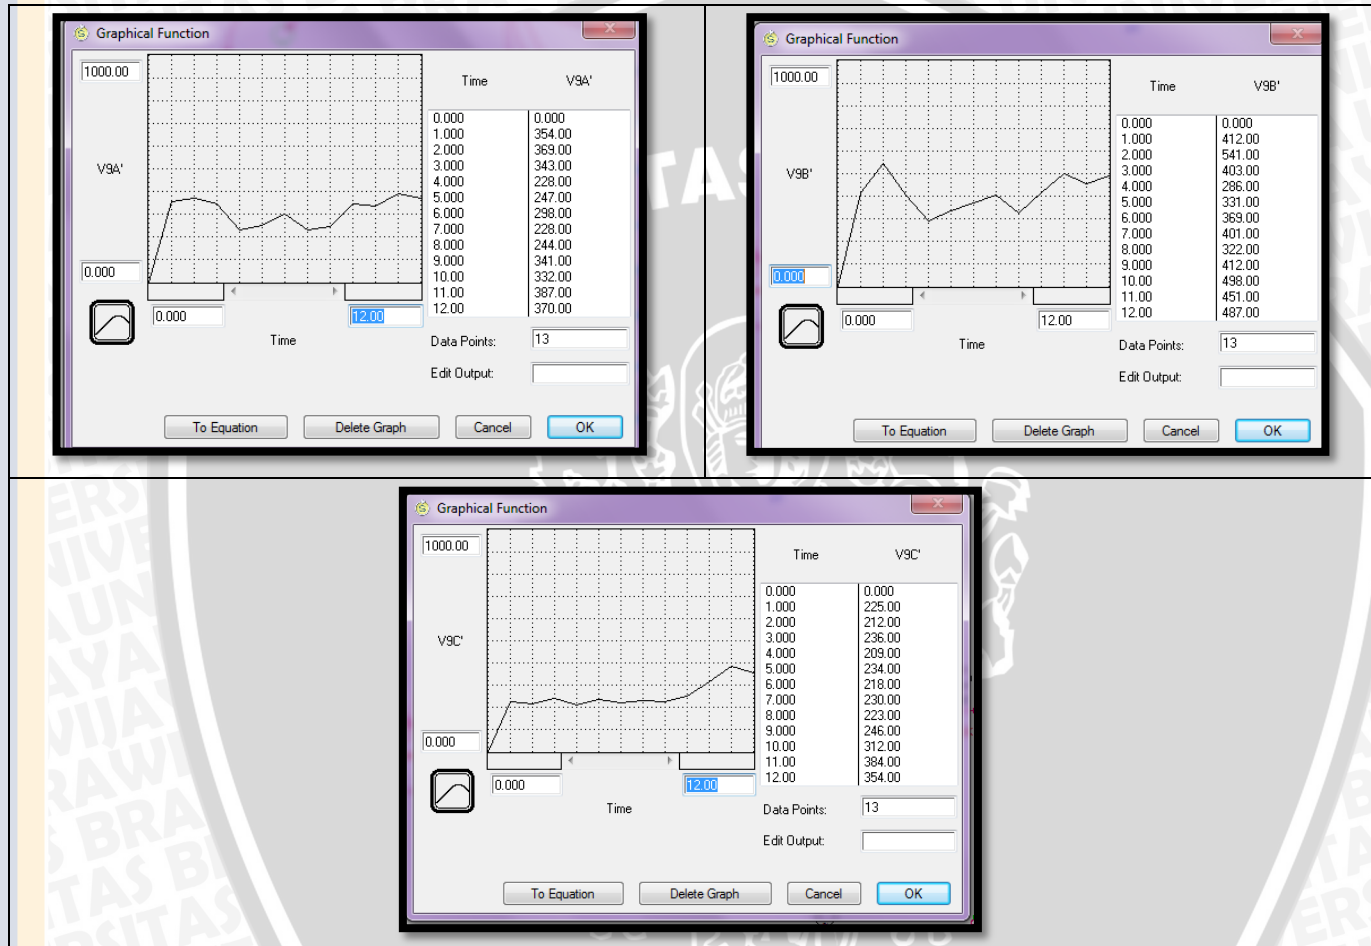 Graphical Function
1000.00
V9A'
0.000
0.000
12.00
Time
Time V9A'
0.000 0.000
1.000 354.00
2.000 369.00
3.000 343.00
4.000 228.00
5.000 247.00
6.000 298.00
7.000 228.00
8.000 244.00
9.000 341.00
10.00 332.00
11.00 387.00
12.00 370.00
Data Points: 13
Edit Output:
To Equation Delete Graph Cancel OK
Graphical Function
1000.00
V9B'
0.000
0.000
12.00
Time
Time V9B'
0.000 0.000
1.000 412.00
2.000 541.00
3.000 403.00
4.000 286.00
5.000 331.00
6.000 369.00
7.000 401.00
8.000 322.00
9.000 412.00
10.00 498.00
11.00 451.00
12.00 487.00
Data Points: 13
Edit Output:
To Equation Delete Graph Cancel OK
Graphical Function
1000.00
V9C'
0.000
0.000
12.00
Time
Time V9C'
0.000 0.000
1.000 225.00
2.000 212.00
3.000 236.00
4.000 209.00
5.000 234.00
6.000 218.00
7.000 230.00
8.000 223.00
9.000 246.00
10.00 312.00
11.00 384.00
12.00 354.00
Data Points: 13
Edit Output:
To Equation Delete Graph Cancel OK